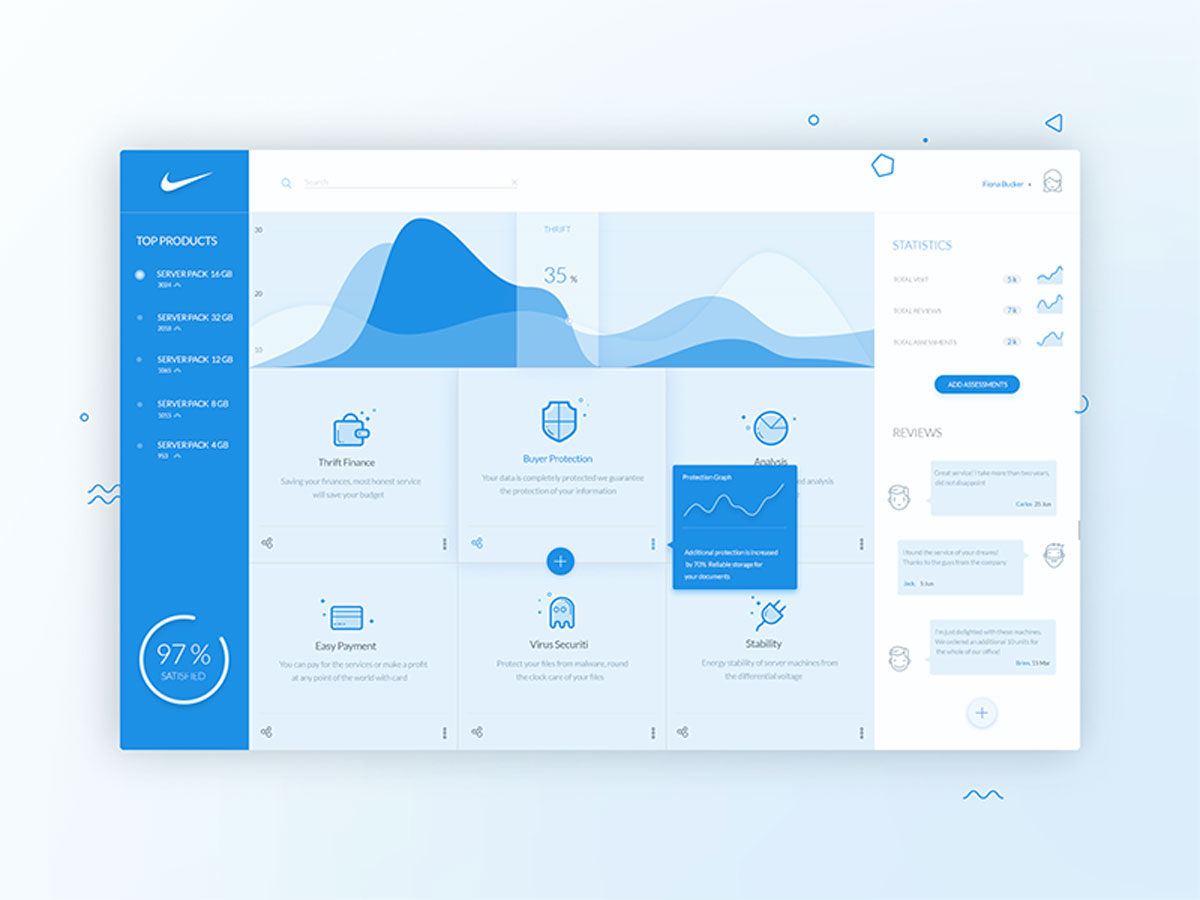 Search
Fiona Bucker
TOP PRODUCTS
SERVER PACK 16 GB
3024
SERVER PACK 32 GB
2018
SERVER PACK 12 GB
1065
SERVER PACK 8 GB
1015
SERVER PACK 4 GB
953
97 %
SATISFIED
30
20
10
THRIFT
35 %
Thrift Finance
Saving your finances, most honest service
will save your budget
Buyer Protection
Your data is completely protected we guarantee
the protection of your information
Analysis
analysis
Protection Graph
Additional protection is increased
by 70% Reliable storage for
your documents
Easy Payment
You can pay for the services or make a profit
at any point of the world with card
Virus Securiti
Protect your files from malware, round
the clock care of your files
Stability
Energy stability of server machines from
the differential voltage
STATISTICS
TOTAL VISIT
5 k
TOTAL REVIEWS
7 k
TOTAL ASSESSMENTS
2 k
ADD ASSESSMENTS
REVIEWS
Great service! I take more than two years,
did not disappoint
Carlos 25 Jun
I found the service of your dreams!
Thanks to the guys from the company
Jack, 5 Jun
I'm just delighted with these machines.
We ordered an additional 10 units for
the whole of our office!
Brien, 15 Mar